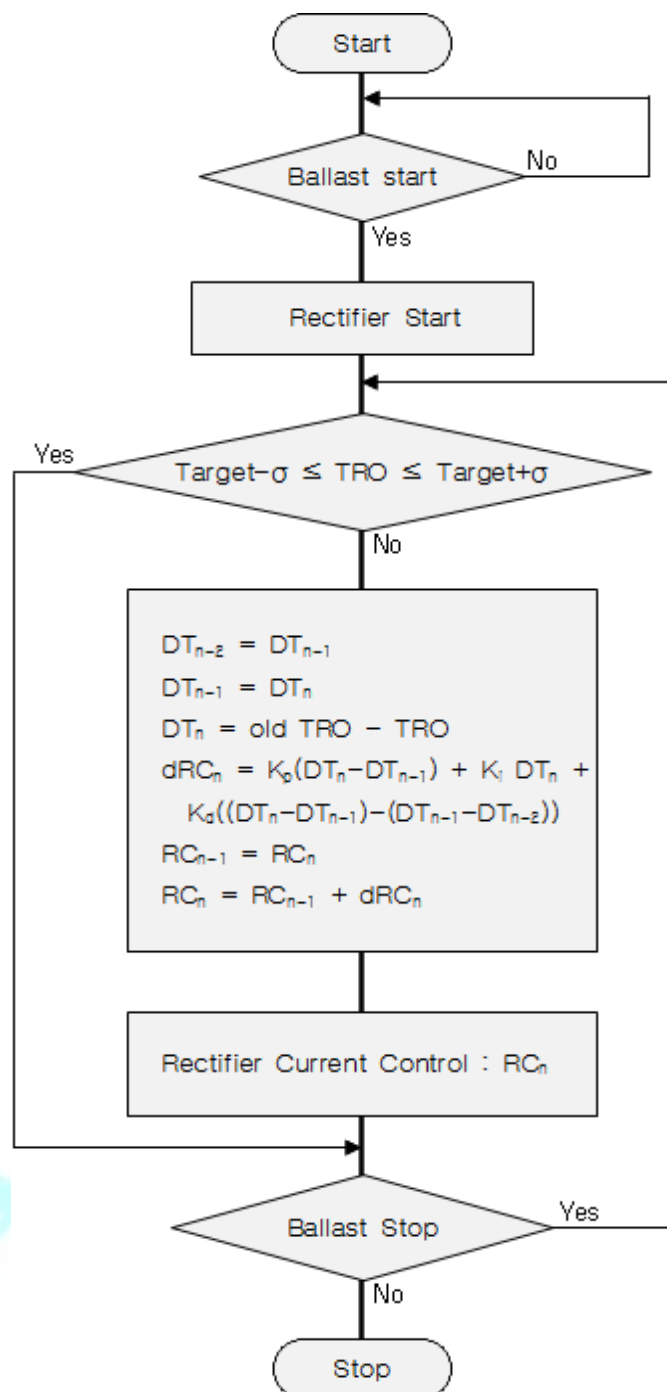 Start
Ballast start
No
Yes
Rectifier Start
Yes
Target-σ ≤ TRO ≤ Target+σ
No
DTₙ₋₂ = DTₙ₋₁
DTₙ₋₁ = DTₙ
DTₙ = old TRO - TRO
dRCₙ = Kₚ(DTₙ-DTₙ₋₁) + Kᵢ DTₙ +
K_d((DTₙ-DTₙ₋₁)-(DTₙ₋₁-DTₙ₋₂))
RCₙ₋₁ = RCₙ
RCₙ = RCₙ₋₁ + dRCₙ
Rectifier Current Control : RCₙ
Ballast Stop
Yes
No
Stop